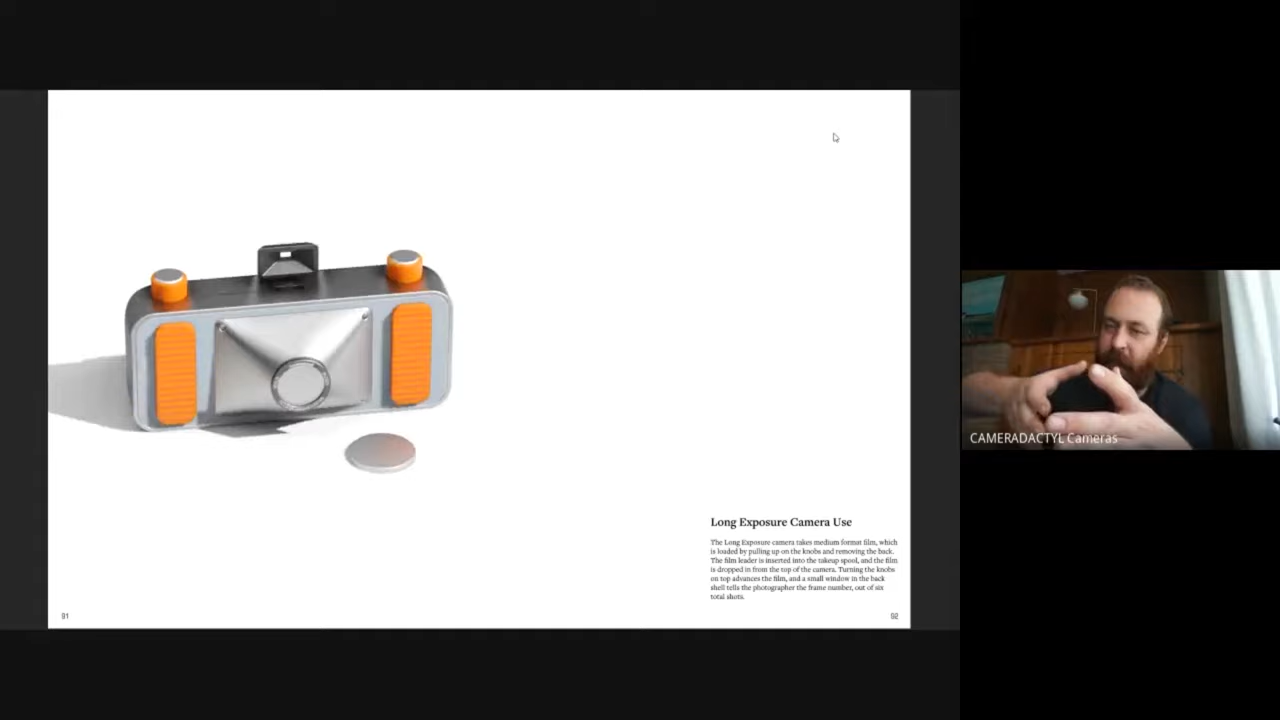 Long Exposure Camera Use
The Long Exposure camera takes medium format film, which
is loaded by pulling up on the knobs and removing the back.
The film leader is inserted into the takeup spool, and the film
is dropped in from the top of the camera. Turning the knobs
on top advances the film, and a small window in the back
shell tells the photographer the frame number, out of six
total shots.
91
92
CAMERADACTYL Cameras